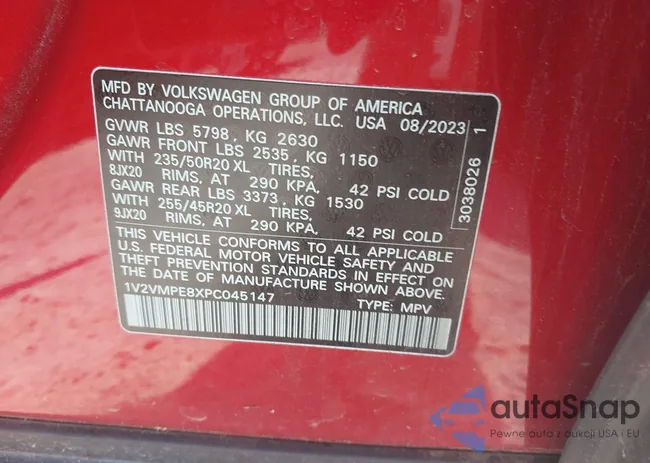 MFD BY VOLKSWAGEN GROUP OF AMERICA
CHATTANOOGA OPERATIONS, LLC. USA 08/2023
GVWR LBS 5798, KG 2630
GAWR FRONT LBS 2535, KG 1150
WITH 235/50R20 XL TIRES,
8JX20 RIMS, AT 290 KPA, 42 PSI COLD
GAWR REAR LBS 3373, KG 1530
WITH 255/45R20 XL TIRES,
9JX20 RIMS, AT 290 KPA, 42 PSI COLD
THIS VEHICLE CONFORMS TO ALL APPLICABLE
U.S. FEDERAL MOTOR VEHICLE SAFETY AND
THEFT PREVENTION STANDARDS IN EFFECT ON
THE DATE OF MANUFACTURE SHOWN ABOVE.
1V2VMPE8XPC045147 TYPE: MPV
3038026 1
autaSnap
Pewne auta z aukcji USA i EU